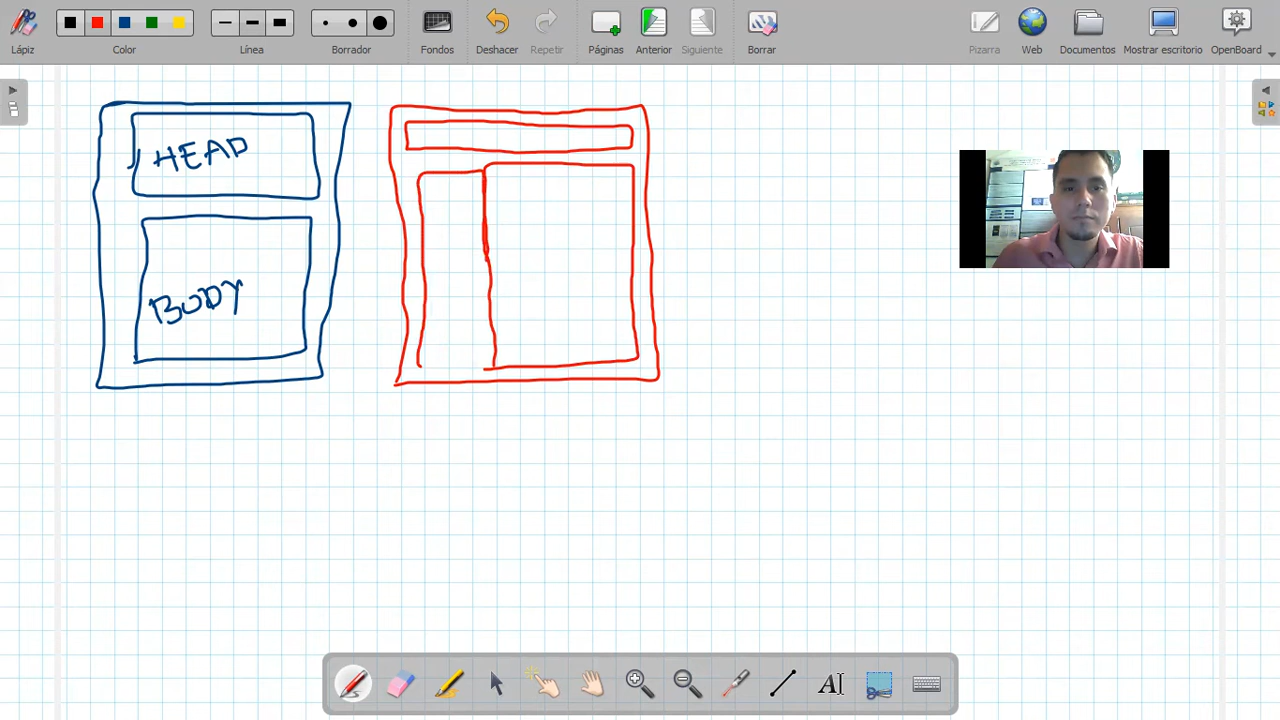 Lápiz
Color
Línea
Borrador
Fondos
Deshacer
Repetir
Páginas
Anterior
Siguiente
Borrar
Pizarra
Web
Documentos
Mostrar escritorio
OpenBoard
HEAD
BODY